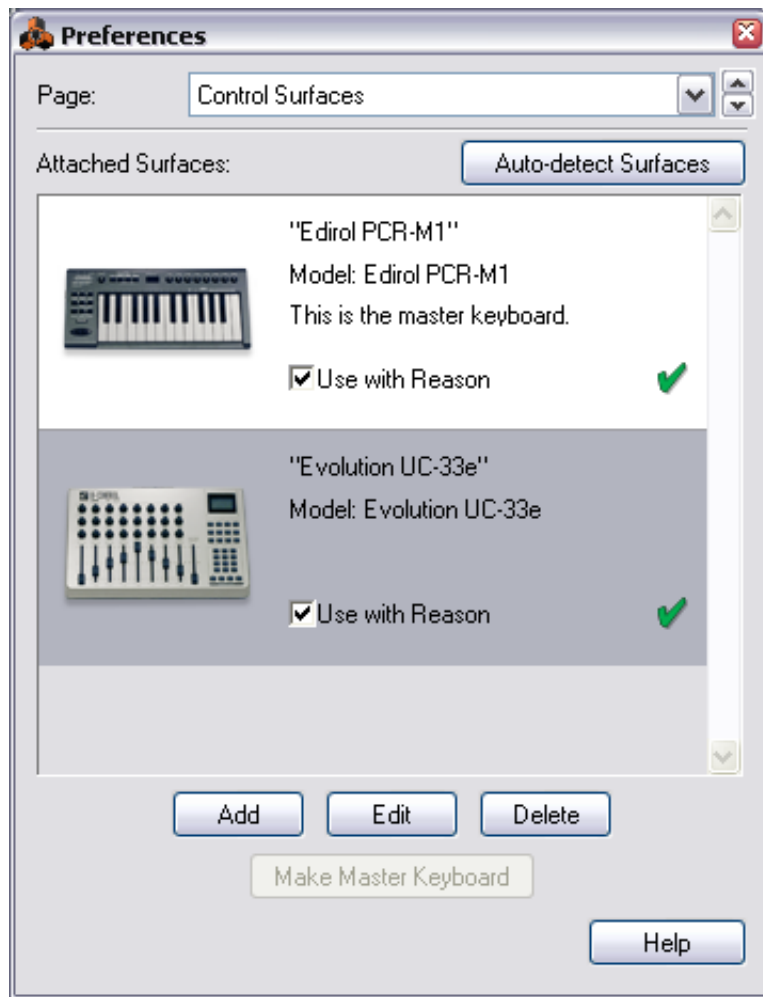 Preferences
Page:
Control Surfaces
Attached Surfaces:
Auto-detect Surfaces
"Edirol PCR-M1"
Model: Edirol PCR-M1
This is the master keyboard.
Use with Reason
"Evolution UC-33e"
Model: Evolution UC-33e
Use with Reason
Add
Edit
Delete
Make Master Keyboard
Help